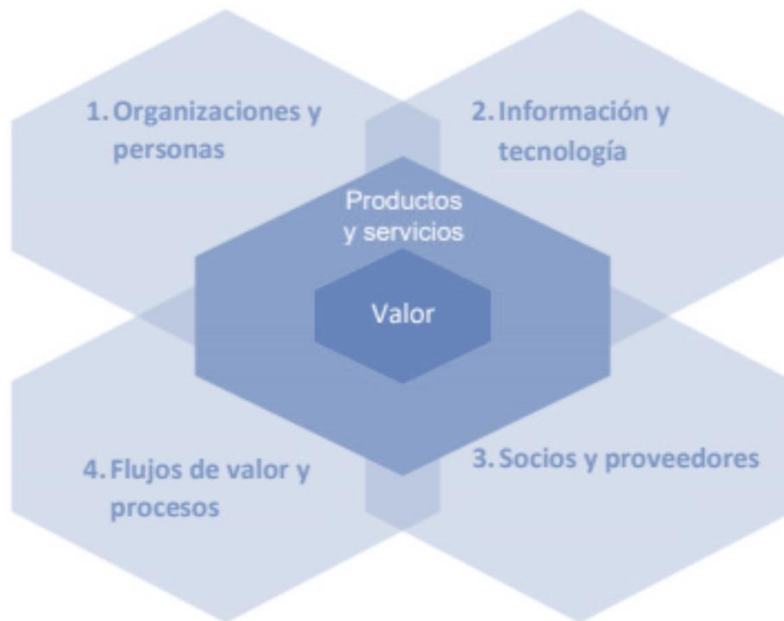 1. Organizaciones y
personas
2. Información y
tecnología
Productos
y servicios
Valor
4. Flujos de valor y
procesos
3. Socios y proveedores